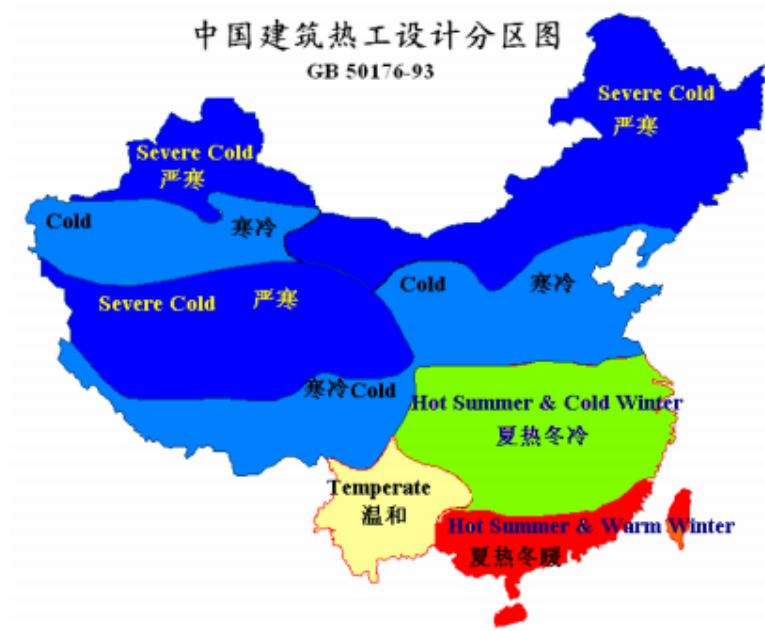 中国建筑热工设计分区图
GB 50176-93
Severe Cold
严寒
Severe Cold
严寒
Cold
寒冷
Cold
寒冷
Severe Cold 严寒
寒冷Cold
Hot Summer & Cold Winter
夏热冬冷
Temperate
温和
Hot Summer & Warm Winter
夏热冬暖